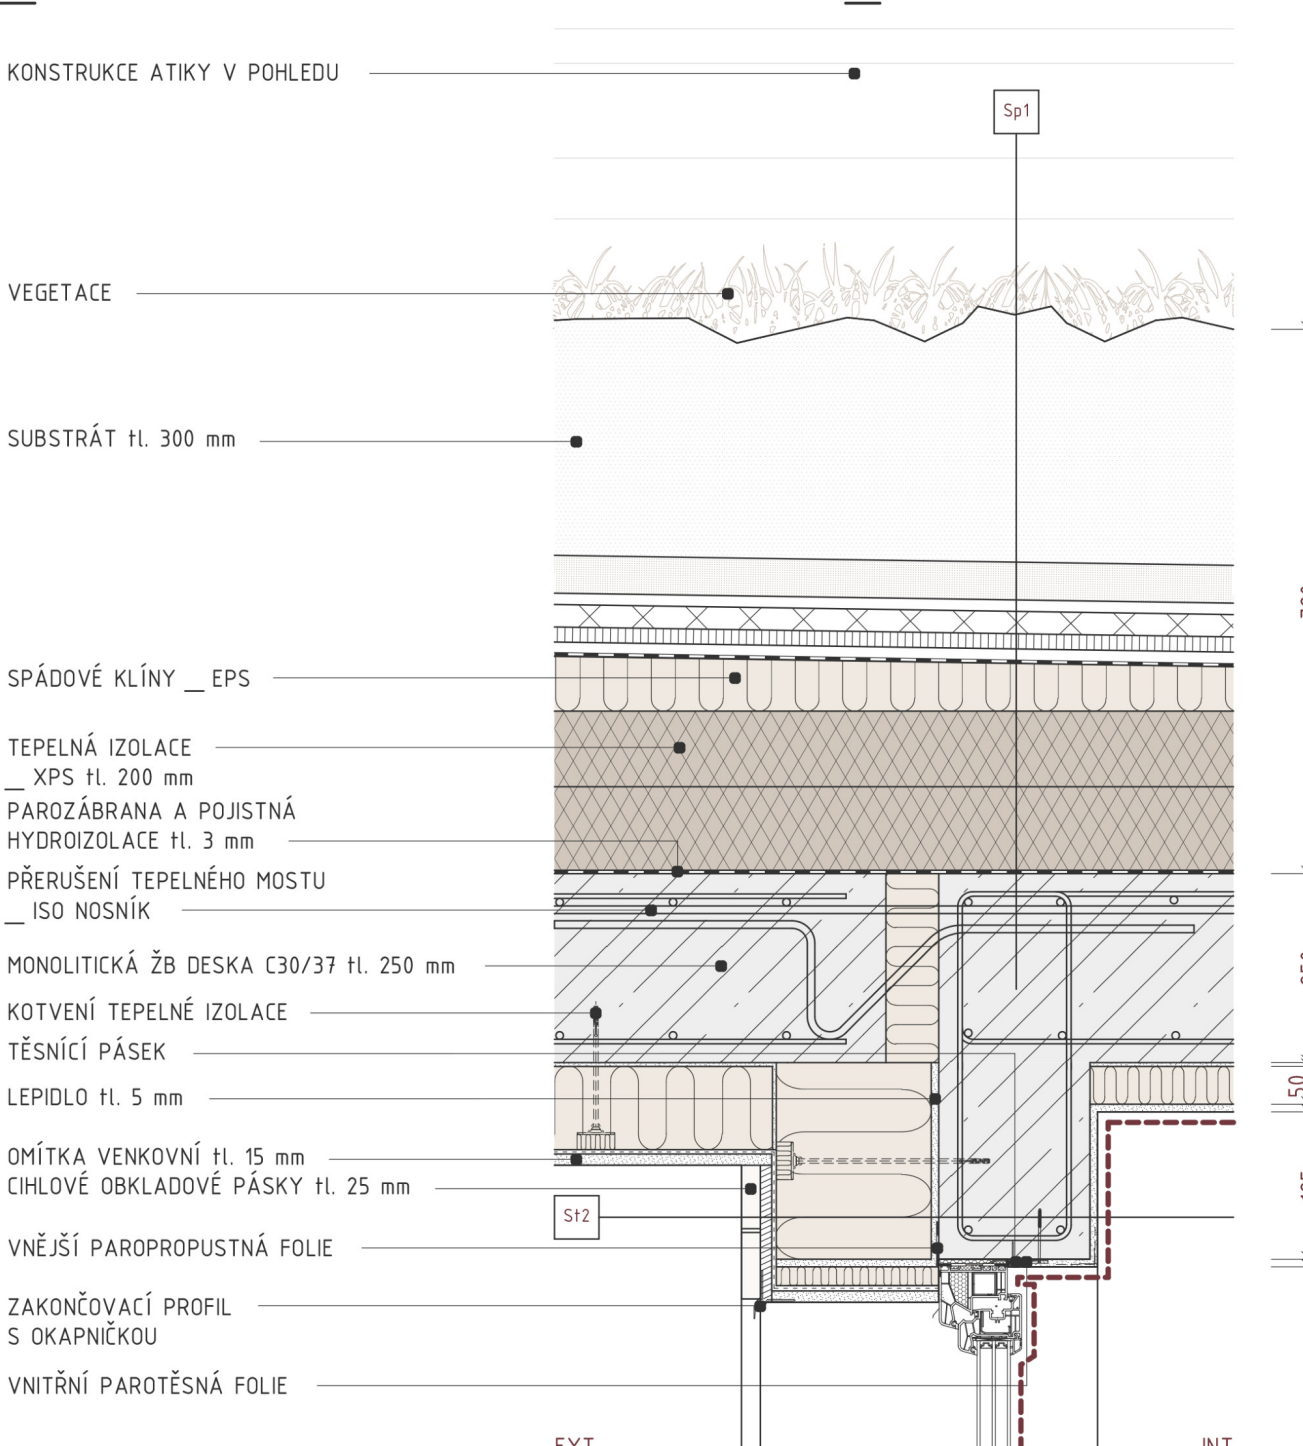 KONSTRUKCE ATIKY V POHLEDU
Sp1
VEGETACE
SUBSTRÁT tl. 300 mm
SPÁDOVÉ KLÍNY _ EPS
TEPELNÁ IZOLACE
_ XPS tl. 200 mm
PAROZÁBRANA A POJISTNÁ
HYDROIZOLACE tl. 3 mm
PŘERUŠENÍ TEPELNÉHO MOSTU
_ ISO NOSNÍK
MONOLITICKÁ ŽB DESKA C30/37 tl. 250 mm
KOTVENÍ TEPELNÉ IZOLACE
TĚSNÍCÍ PÁSEK
LEPIDLO tl. 5 mm
50
OMÍTKA VENKOVNÍ tl. 15 mm
CIHLOVÉ OBKLADOVÉ PÁSKY tl. 25 mm
St2
VNĚJŠÍ PAROPROPUSTNÁ FOLIE
ZAKONČOVACÍ PROFIL
S OKAPNIČKOU
VNITŘNÍ PAROTĚSNÁ FOLIE
EXT
INT